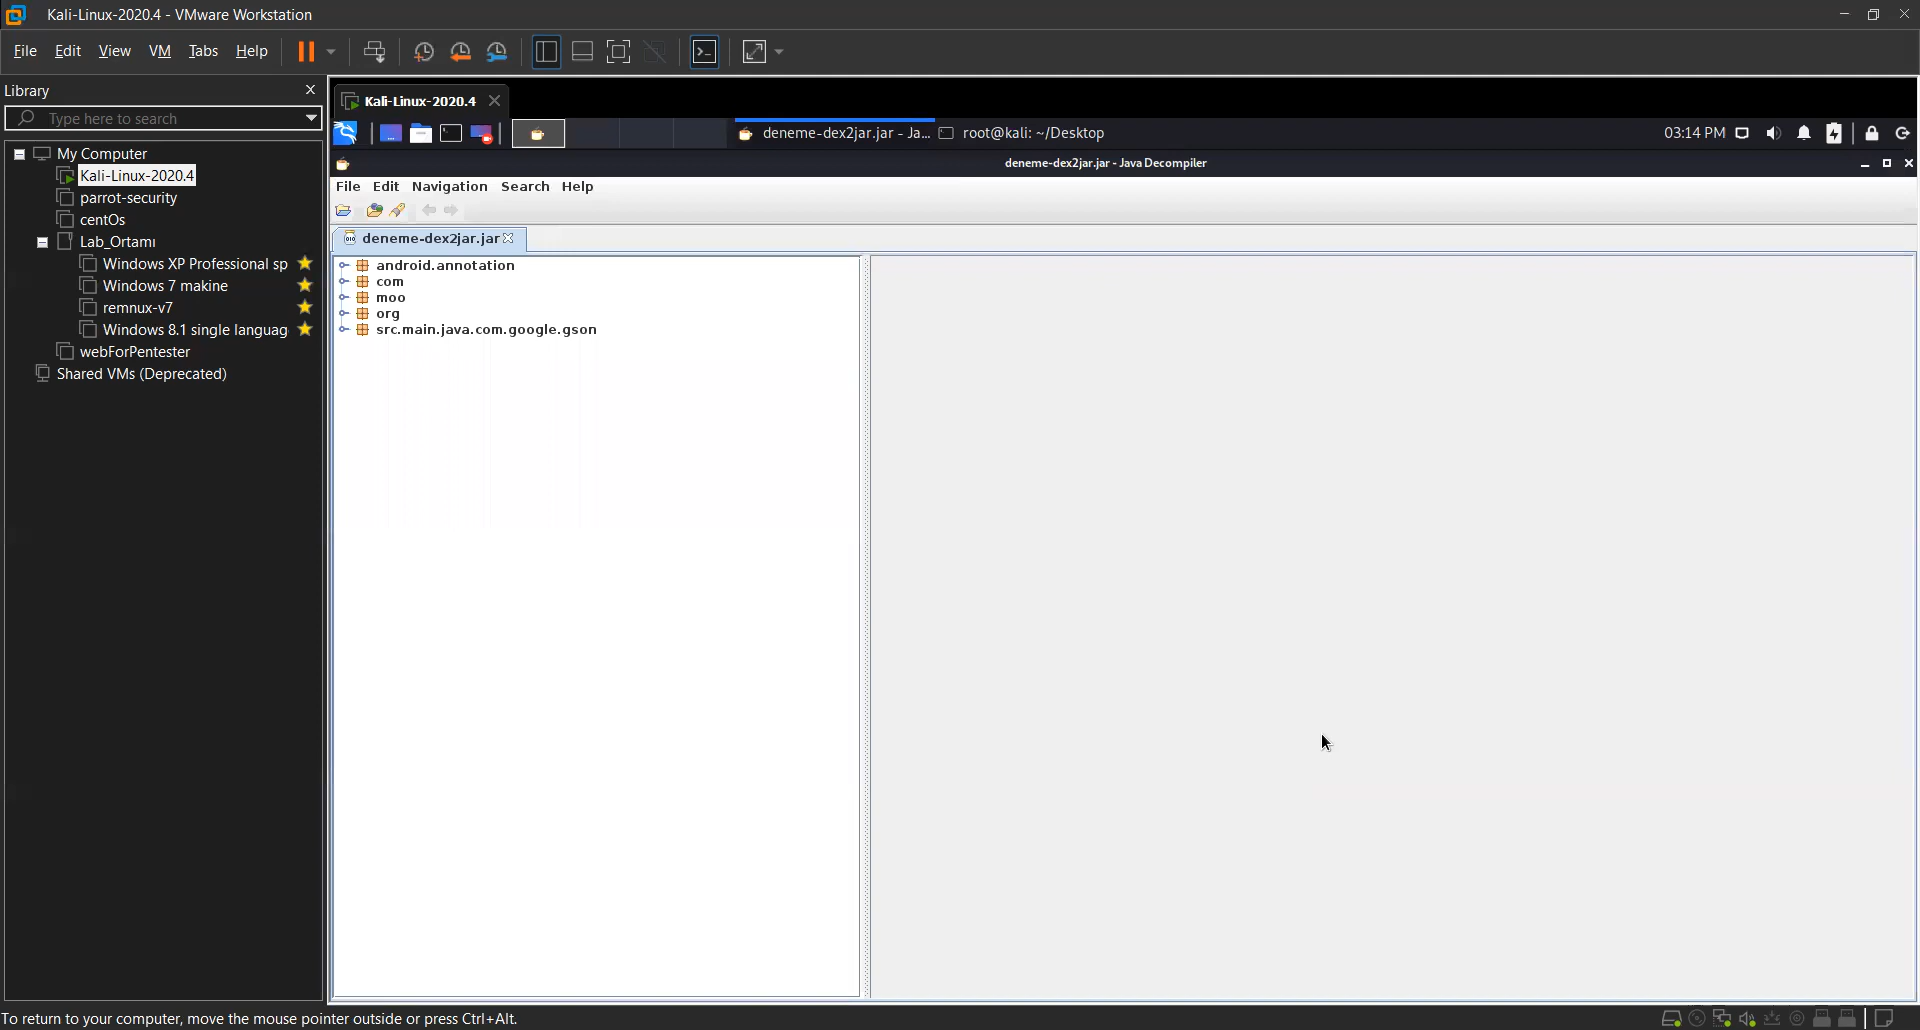 Kali-Linux-2020.4 - VMware Workstation
File Edit View VM Tabs Help
Library
Type here to search
My Computer
Kali-Linux-2020.4
parrot-security
centOs
Lab_Ortamı
Windows XP Professional sp
Windows 7 makine
remnux-v7
Windows 8.1 single languag
webForPentester
Shared VMs (Deprecated)
Kali-Linux-2020.4
deneme-dex2jar.jar - Ja...
root@kali: ~/Desktop
03:14 PM
deneme-dex2jar.jar - Java Decompiler
File Edit Navigation Search Help
deneme-dex2jar.jar
android.annotation
com
moo
org
src.main.java.com.google.gson
To return to your computer, move the mouse pointer outside or press Ctrl+Alt.